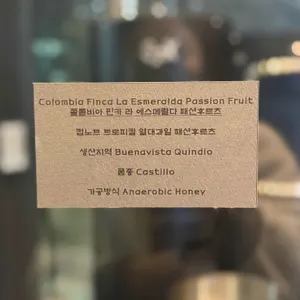 Colombia Finca La Esmeralda Passion Fruit
콜롬비아 핀카 라 에스메랄다 패션후르츠
컵노트 트로피컬 열대과일 패션후르츠
생산지역 Buenavista Quindio
품종 Castillo
가공방식 Anaerobic Honey